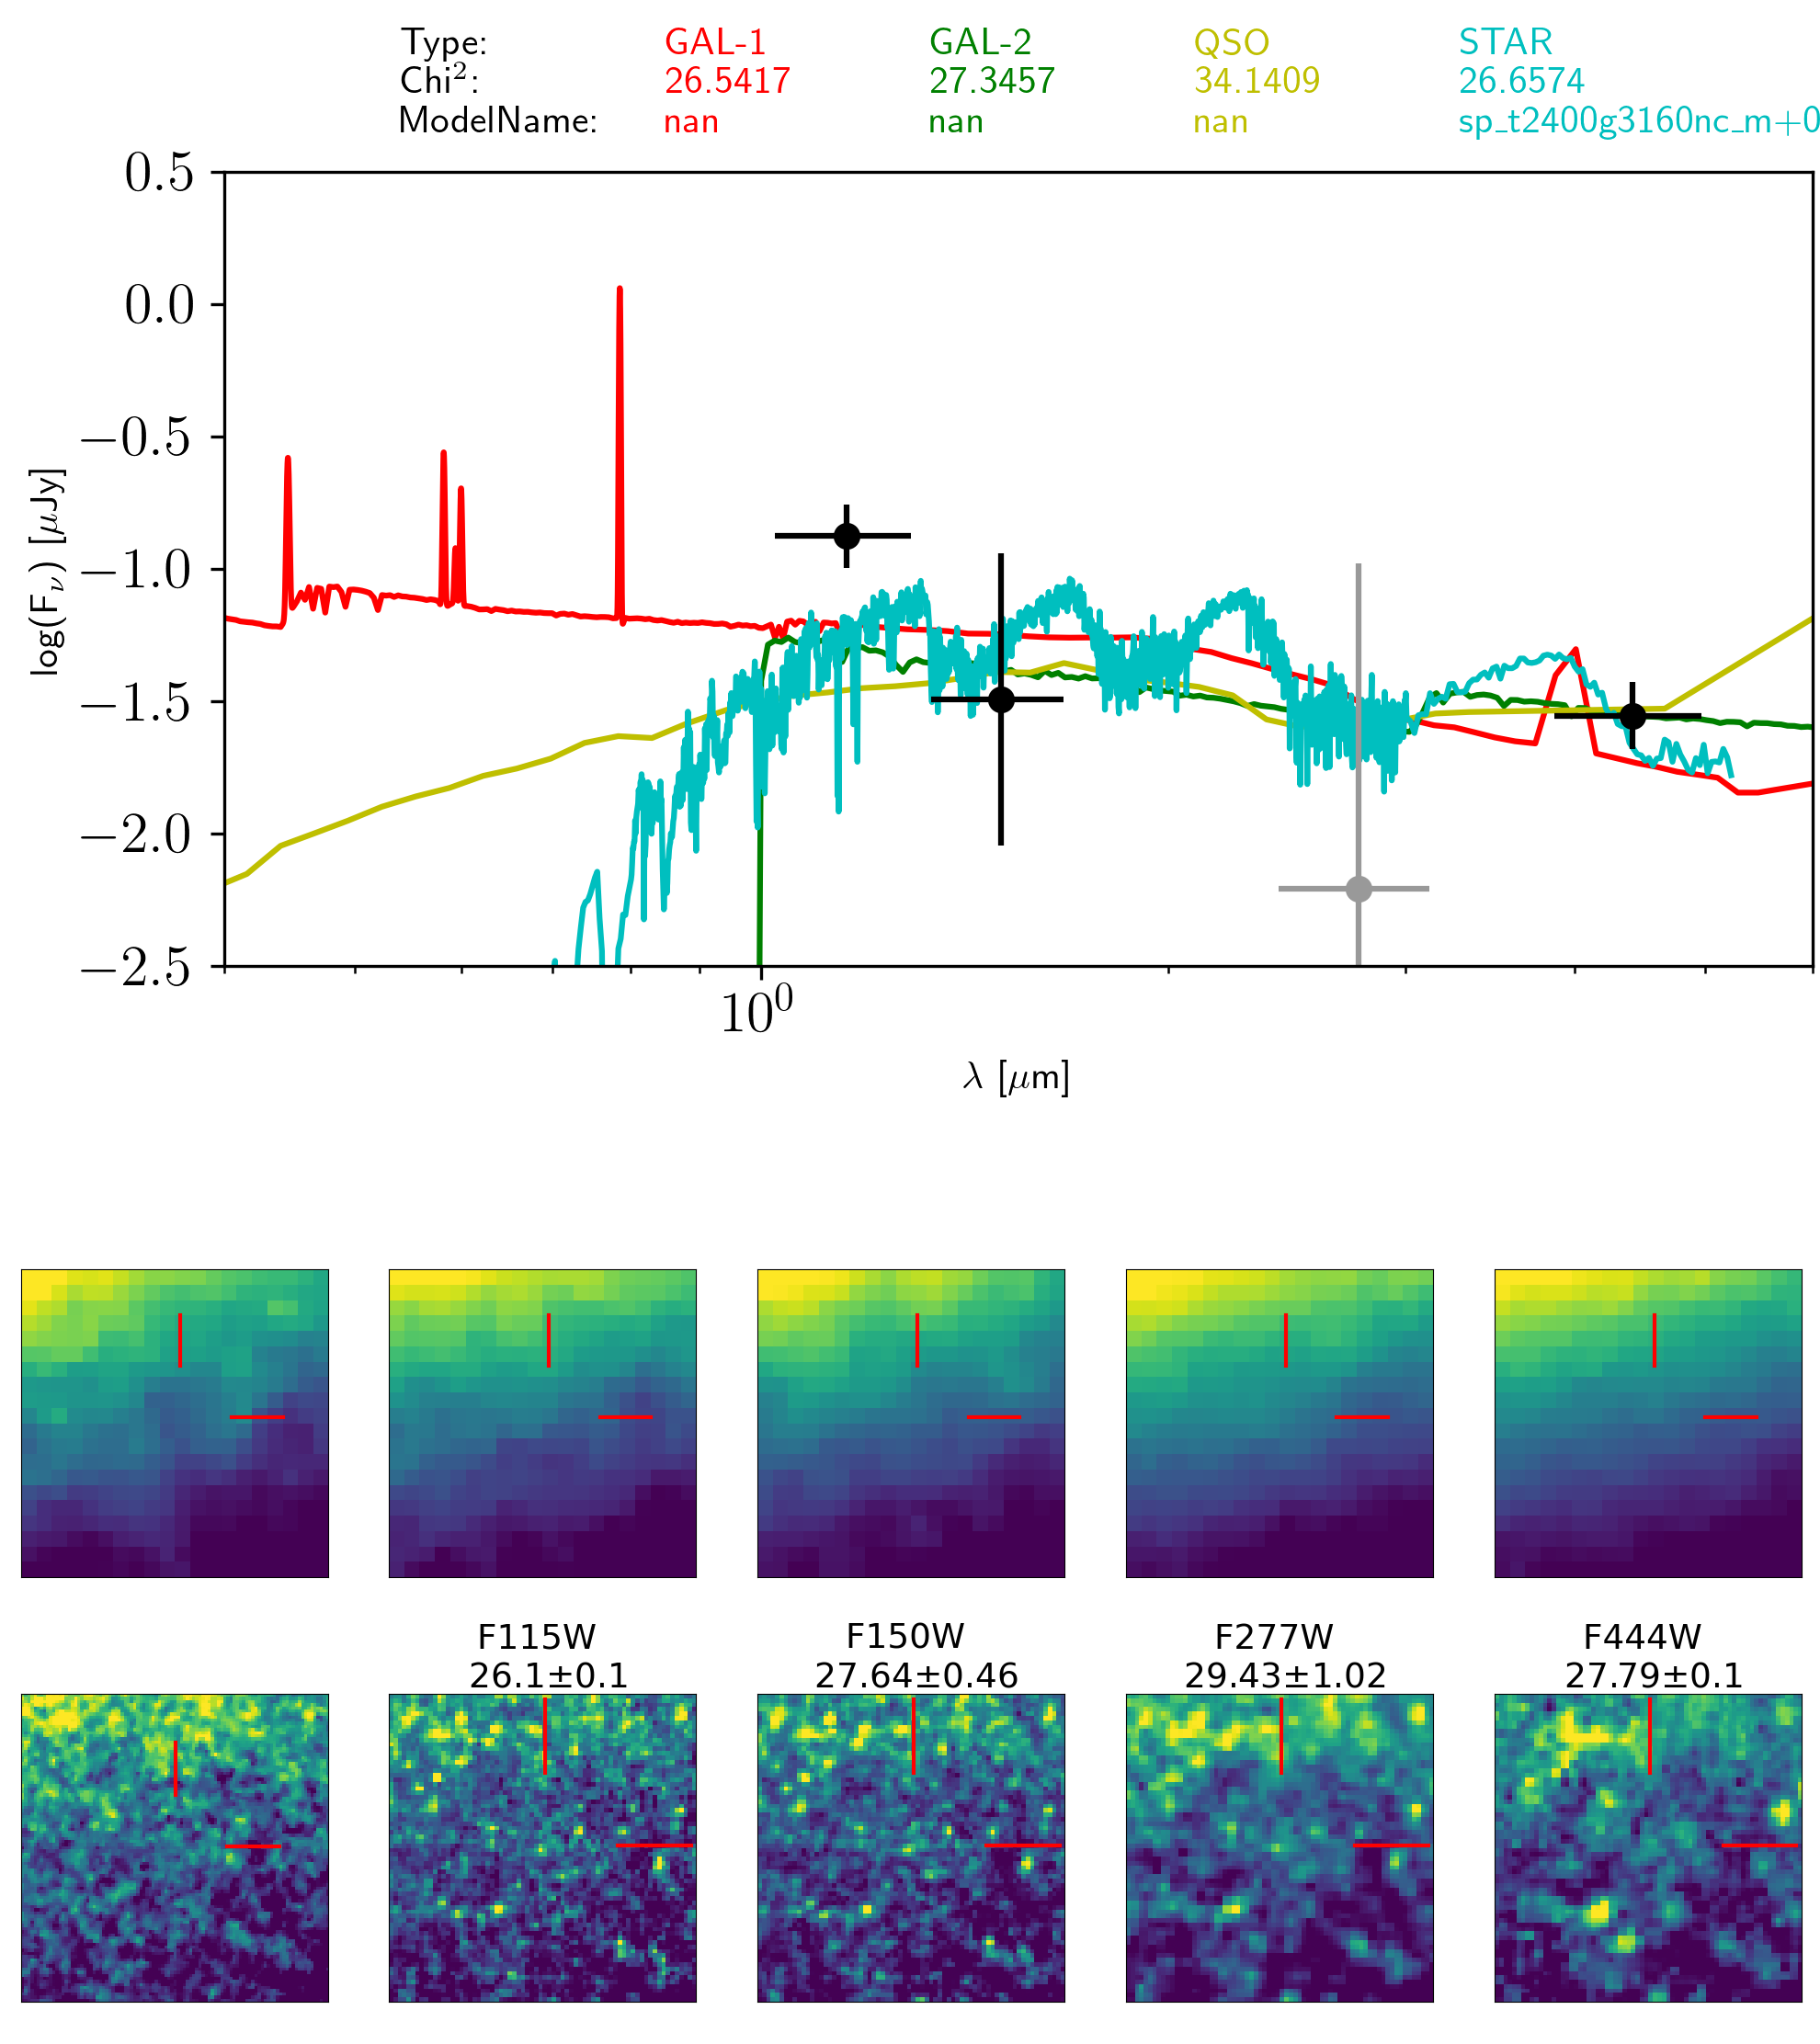 Type: GAL-1 GAL-2 QSO STAR
Chi²: 26.5417 27.3457 34.1409 26.6574
ModelName: nan nan nan sp_t2400g3160nc_m+0
0.5
0.0
−0.5
−1.0
−1.5
−2.0
−2.5
log(Fν) [μJy]
10⁰
λ [μm]
F115W F150W F277W F444W
26.1±0.1 27.64±0.46 29.43±1.02 27.79±0.1